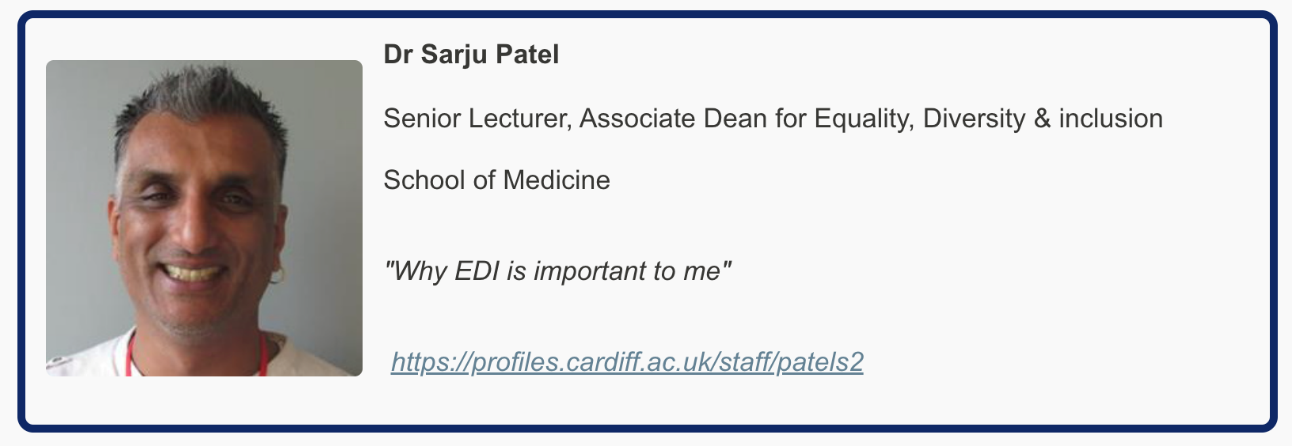 Dr Sarju Patel
Senior Lecturer, Associate Dean for Equality, Diversity & inclusion
School of Medicine
"Why EDI is important to me"
https://profiles.cardiff.ac.uk/staff/patels2